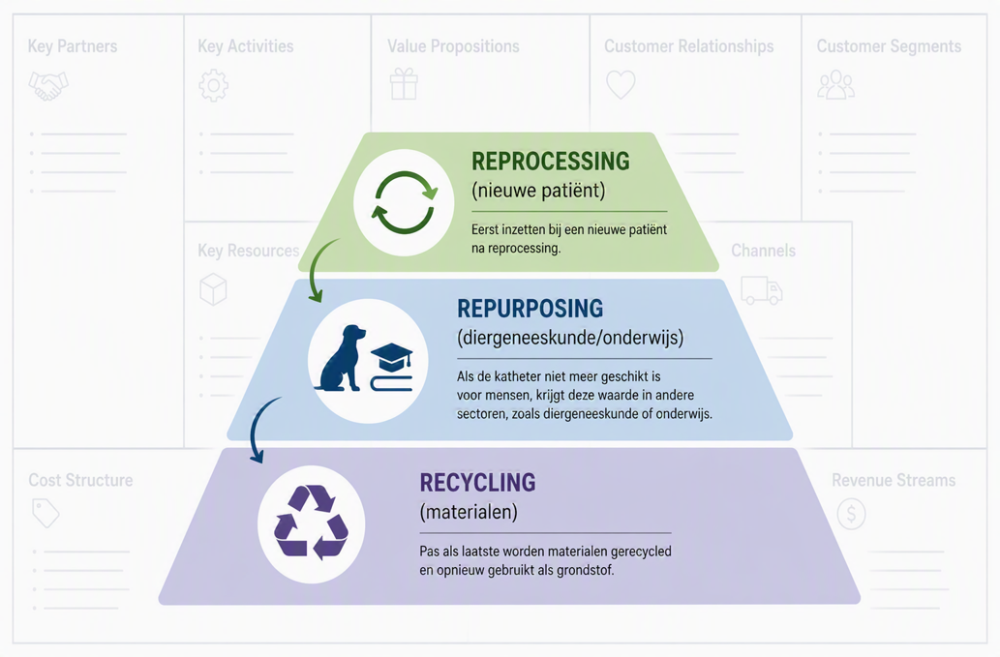 Key Partners
Key Activities
Value Propositions
Customer Relationships
Customer Segments
REPROCESSING
(nieuwe patiënt)
Eerst inzetten bij een nieuwe patiënt
na reprocessing.
Key Resources
Channels
REPURPOSING
(diergeneeskunde/onderwijs)
Als de katheter niet meer geschikt is
voor mensen, krijgt deze waarde in andere
sectoren, zoals diergeneeskunde of onderwijs.
Cost Structure
Revenue Streams
$
RECYCLING
(materialen)
Pas als laatste worden materialen gerecycled
en opnieuw gebruikt als grondstof.